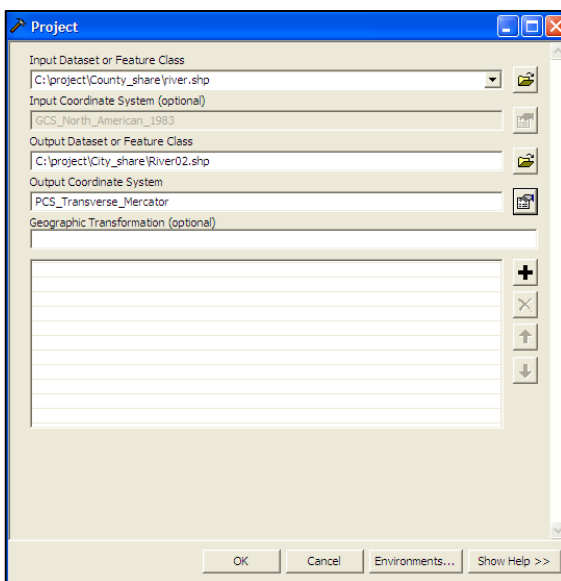 Project
Input Dataset or Feature Class
C:\project\County_share\river.shp
Input Coordinate System (optional)
GCS_North_American_1983
Output Dataset or Feature Class
C:\project\City_share\River02.shp
Output Coordinate System
PCS_Transverse_Mercator
Geographic Transformation (optional)
OK Cancel Environments... Show Help >>